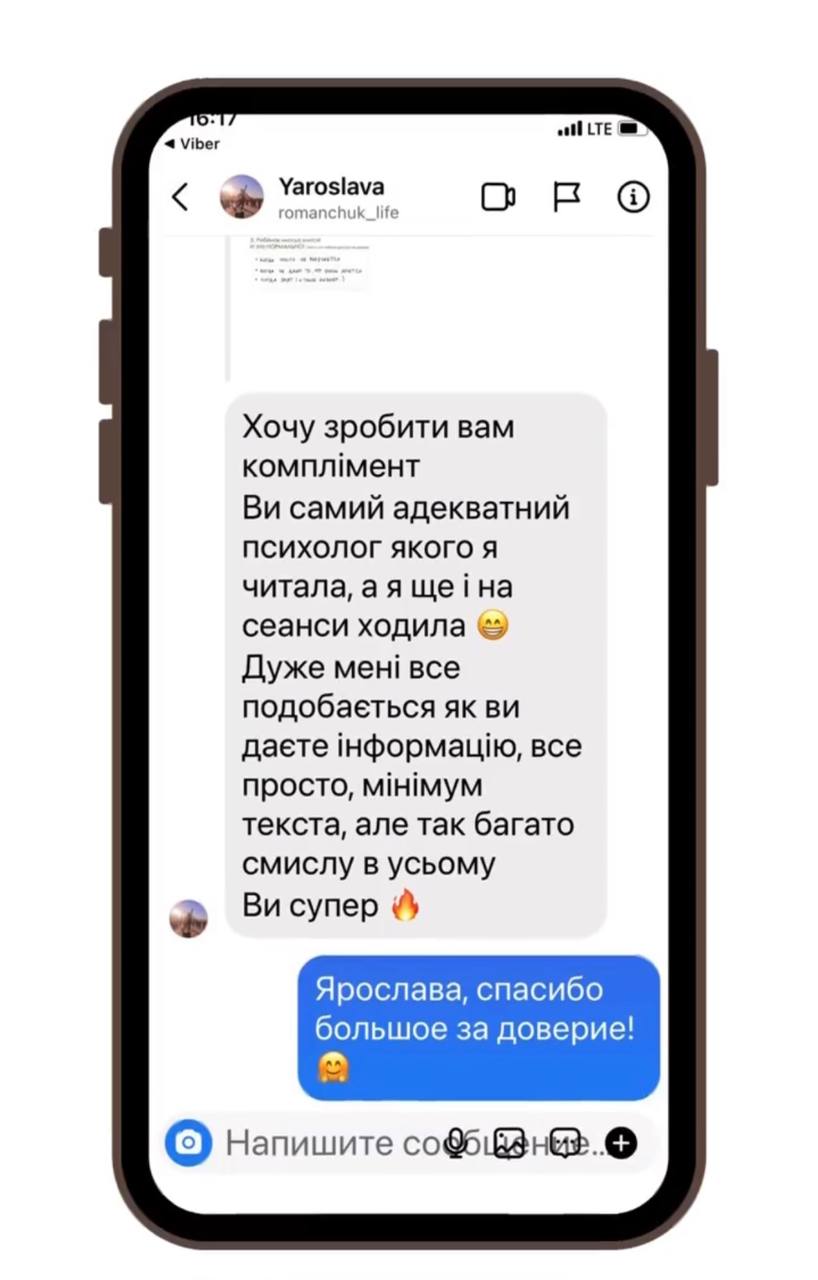 16:17
LTE
Viber
Yaroslava
romanchuk_life
Хочу зробити вам
комплімент
Ви самий адекватний
психолог якого я
читала, а я ще і на
сеанси ходила 😁
Дуже мені все
подобається як ви
даєте інформацію, все
просто, мінімум
текста, але так багато
смислу в усьому
Ви супер 🔥
Ярослава, спасибо
большое за доверие!
🤗
Напишите сообщение...